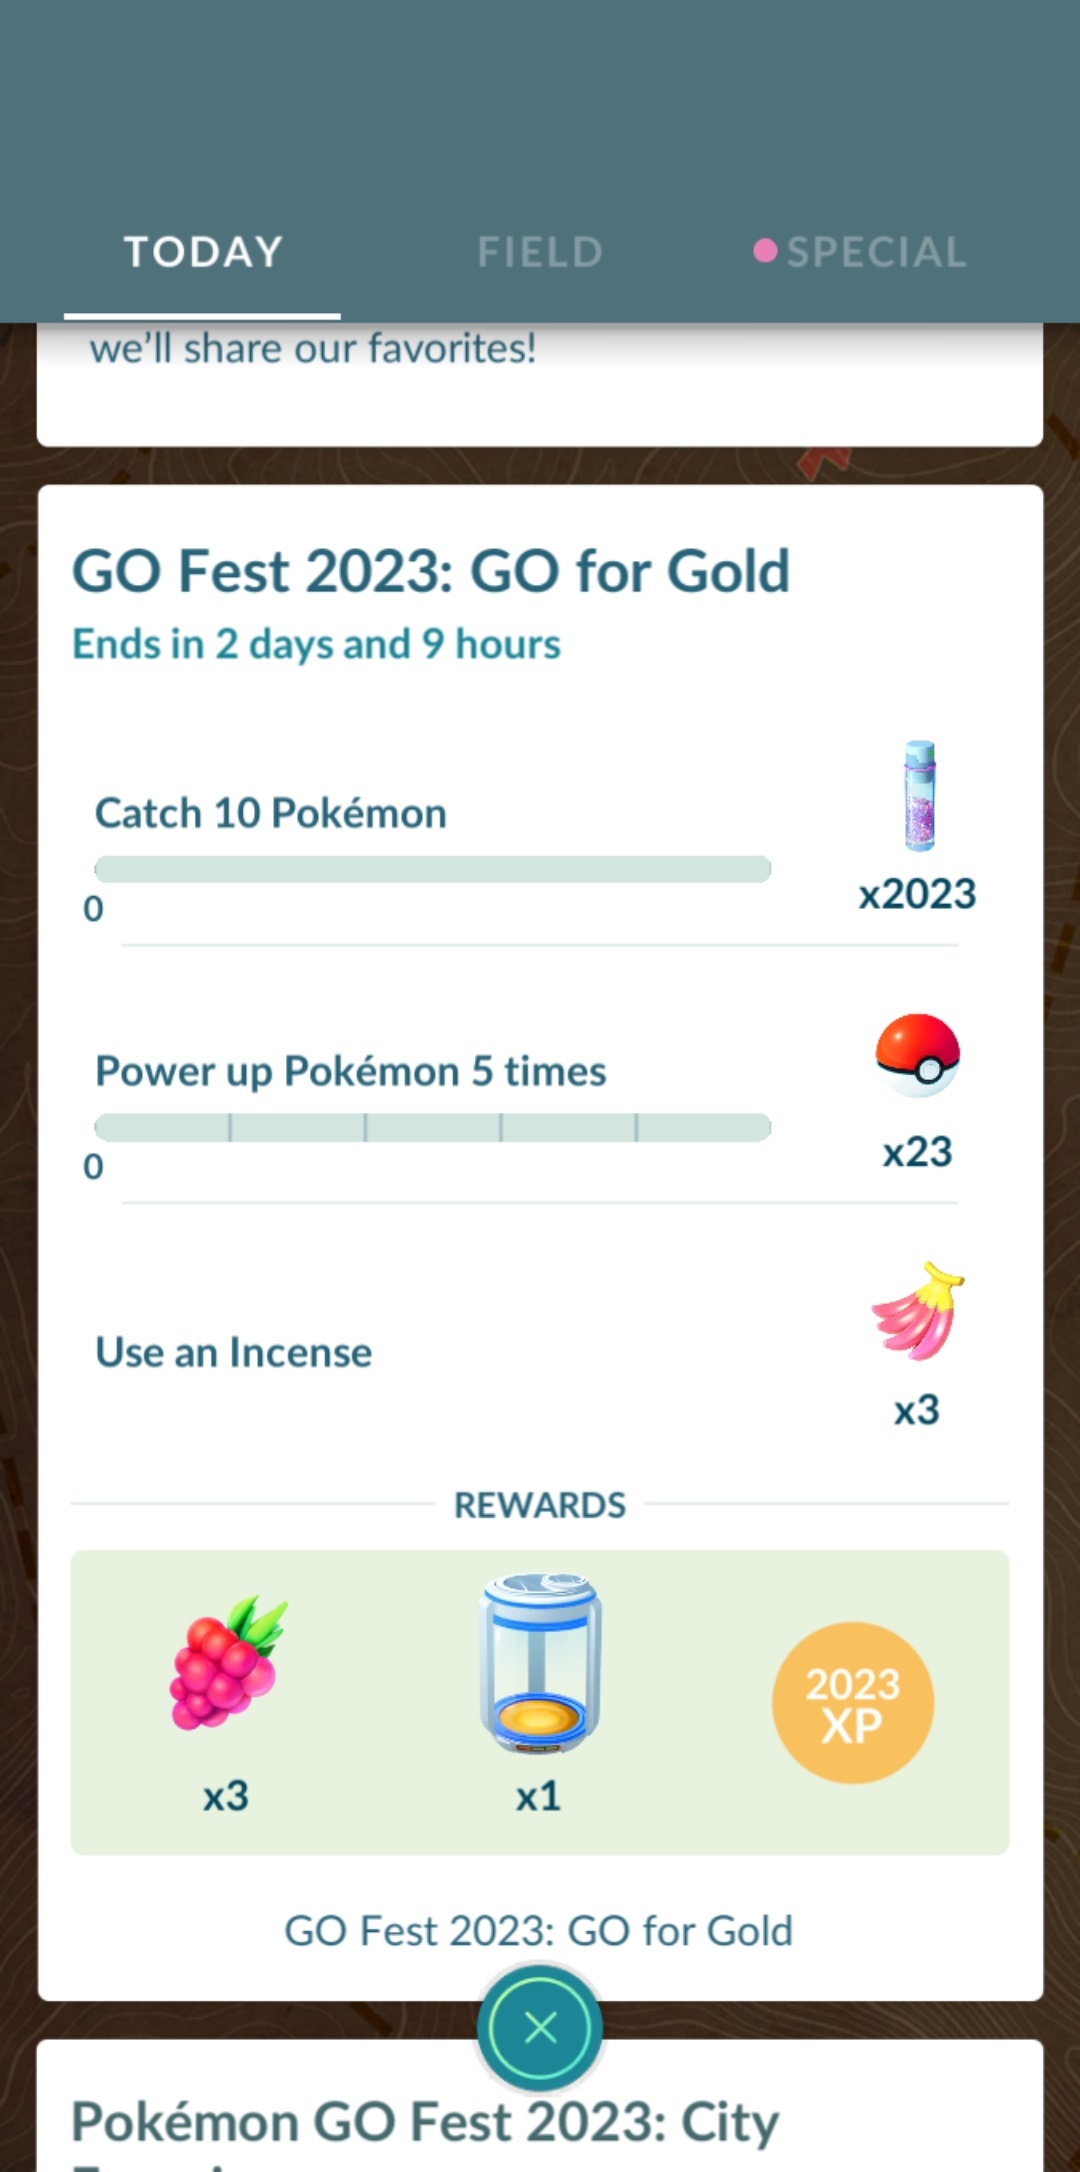 TODAY
FIELD
SPECIAL
we’ll share our favorites!
GO Fest 2023: GO for Gold
Ends in 2 days and 9 hours
Catch 10 Pokémon
0
x2023
Power up Pokémon 5 times
0
x23
Use an Incense
x3
REWARDS
2023
XP
x3
x1
GO Fest 2023: GO for Gold
Pokémon GO Fest 2023: City